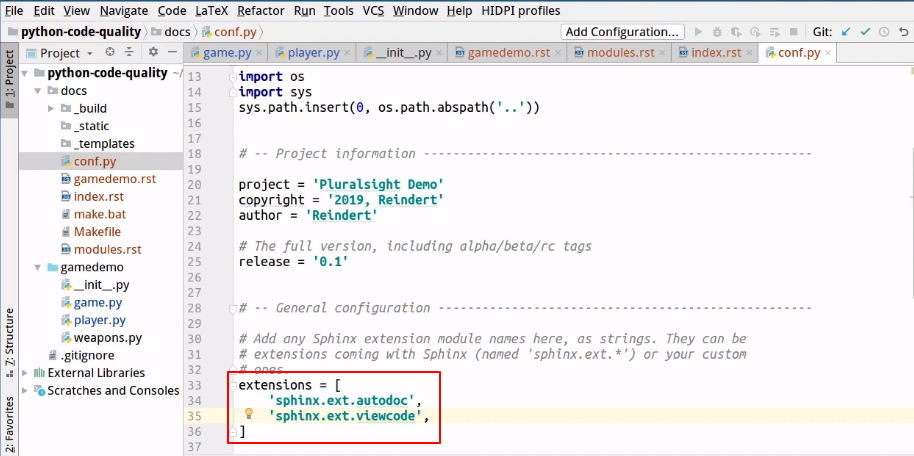 File Edit View Navigate Code LaTeX Refactor Run Tools VCS Window Help HIDPI profiles
python-code-quality docs conf.py Add Configuration... Git:
1: Project
Project
game.py player.py __init__.py gamedemo.rst modules.rst index.rst conf.py
python-code-quality ~/
docs
_build
_static
_templates
conf.py
gamedemo.rst
index.rst
make.bat
Makefile
modules.rst
gamedemo
__init__.py
game.py
player.py
weapons.py
.gitignore
External Libraries
Scratches and Consoles
7: Structure
2: Favorites
13 import os
14 import sys
15 sys.path.insert(0, os.path.abspath('..'))
16
17
18 # -- Project information -----------------------------------------------------
19
20 project = 'Pluralsight Demo'
21 copyright = '2019, Reindert'
22 author = 'Reindert'
23
24 # The full version, including alpha/beta/rc tags
25 release = '0.1'
26
27
28 # -- General configuration ---------------------------------------------------
29
30 # Add any Sphinx extension module names here, as strings. They can be
31 # extensions coming with Sphinx (named 'sphinx.ext.*') or your custom
32 # ones.
33 extensions = [
34 'sphinx.ext.autodoc',
35 'sphinx.ext.viewcode',
36 ]
37